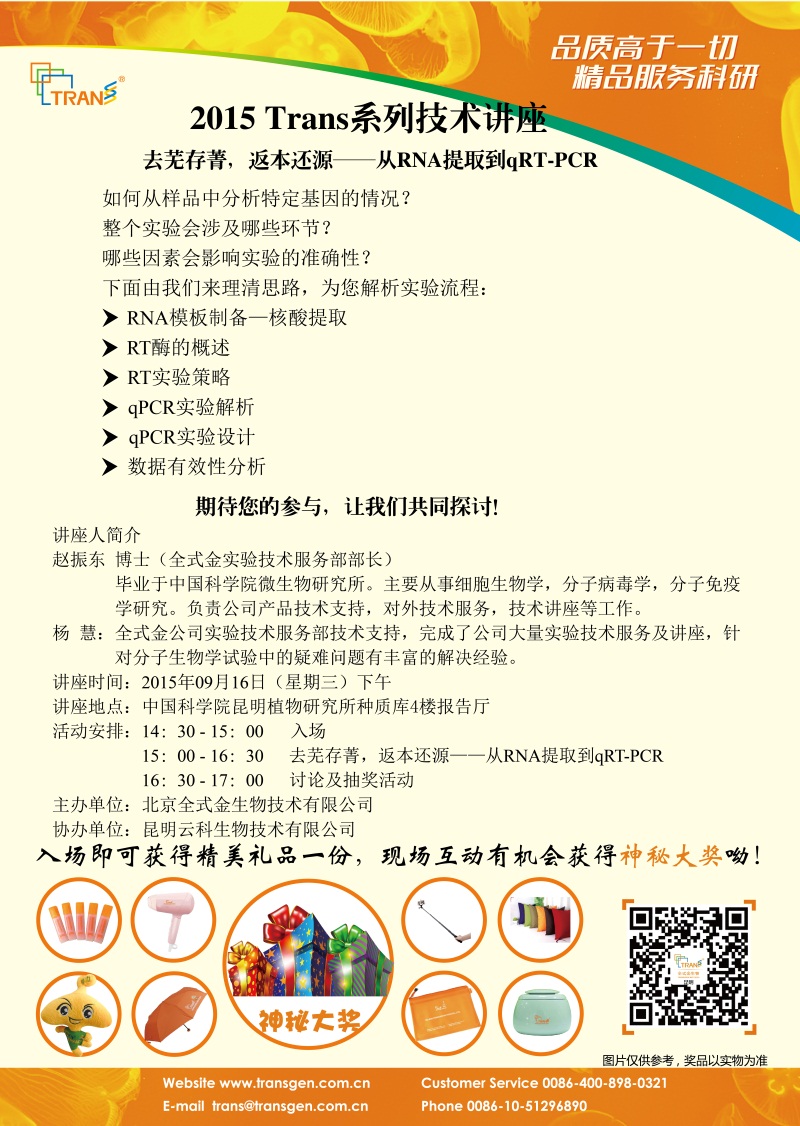 品质高于一切
精品服务科研
TRANS®
2015 Trans系列技术讲座
去芜存菁，返本还源——从RNA提取到qRT-PCR
如何从样品中分析特定基因的情况？
整个实验会涉及哪些环节？
哪些因素会影响实验的准确性？
下面由我们来理清思路，为您解析实验流程：
➤ RNA模板制备—核酸提取
➤ RT酶的概述
➤ RT实验策略
➤ qPCR实验解析
➤ qPCR实验设计
➤ 数据有效性分析
期待您的参与，让我们共同探讨!
讲座人简介
赵振东 博士（全式金实验技术服务部部长）
毕业于中国科学院微生物研究所。主要从事细胞生物学，分子病毒学，分子免疫
学研究。负责公司产品技术支持，对外技术服务，技术讲座等工作。
杨 慧：全式金公司实验技术服务部技术支持，完成了公司大量实验技术服务及讲座，针
对分子生物学试验中的疑难问题有丰富的解决经验。
讲座时间：2015年09月16日（星期三）下午
讲座地点：中国科学院昆明植物研究所种质库4楼报告厅
活动安排：14：30 - 15：00 入场
15：00 - 16：30 去芜存菁，返本还源——从RNA提取到qRT-PCR
16：30 - 17：00 讨论及抽奖活动
主办单位：北京全式金生物技术有限公司
协办单位：昆明云科生物技术有限公司
入场即可获得精美礼品一份，现场互动有机会获得神秘大奖呦！
神秘大奖
TRANS
图片仅供参考，奖品以实物为准
Website www.transgen.com.cn
Customer Service 0086-400-898-0321
E-mail trans@transgen.com.cn
Phone 0086-10-51296890